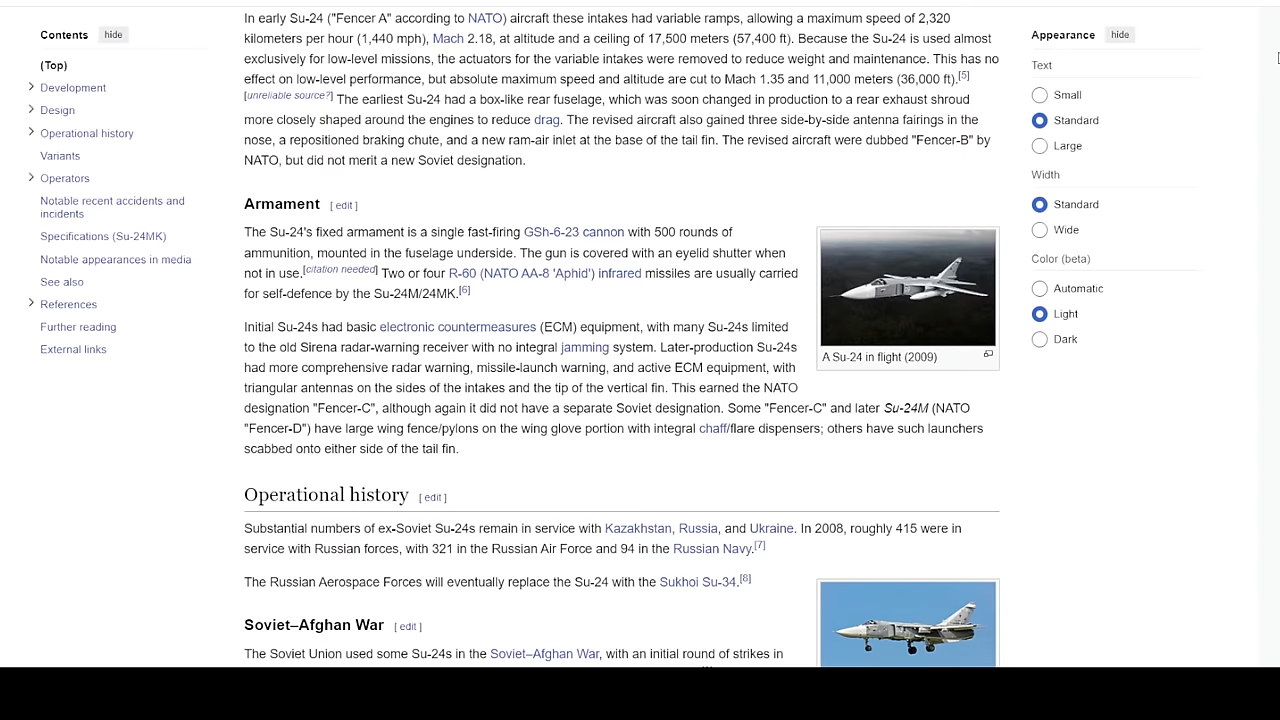 Contents hide
(Top)
Development
Design
Operational history
Variants
Operators
Notable recent accidents and
incidents
Specifications (Su-24MK)
Notable appearances in media
See also
References
Further reading
External links
In early Su-24 ("Fencer A" according to NATO) aircraft these intakes had variable ramps, allowing a maximum speed of 2,320
kilometers per hour (1,440 mph), Mach 2.18, at altitude and a ceiling of 17,500 meters (57,400 ft). Because the Su-24 is used almost
exclusively for low-level missions, the actuators for the variable intakes were removed to reduce weight and maintenance. This has no
effect on low-level performance, but absolute maximum speed and altitude are cut to Mach 1.35 and 11,000 meters (36,000 ft).[5]
[unreliable source?] The earliest Su-24 had a box-like rear fuselage, which was soon changed in production to a rear exhaust shroud
more closely shaped around the engines to reduce drag. The revised aircraft also gained three side-by-side antenna fairings in the
nose, a repositioned braking chute, and a new ram-air inlet at the base of the tail fin. The revised aircraft were dubbed "Fencer-B" by
NATO, but did not merit a new Soviet designation.
Armament [ edit ]
The Su-24's fixed armament is a single fast-firing GSh-6-23 cannon with 500 rounds of
ammunition, mounted in the fuselage underside. The gun is covered with an eyelid shutter when
not in use.[citation needed] Two or four R-60 (NATO AA-8 'Aphid') infrared missiles are usually carried
for self-defence by the Su-24M/24MK.[6]
A Su-24 in flight (2009)
Initial Su-24s had basic electronic countermeasures (ECM) equipment, with many Su-24s limited
to the old Sirena radar-warning receiver with no integral jamming system. Later-production Su-24s
had more comprehensive radar warning, missile-launch warning, and active ECM equipment, with
triangular antennas on the sides of the intakes and the tip of the vertical fin. This earned the NATO
designation "Fencer-C", although again it did not have a separate Soviet designation. Some "Fencer-C" and later Su-24M (NATO
"Fencer-D") have large wing fence/pylons on the wing glove portion with integral chaff/flare dispensers; others have such launchers
scabbed onto either side of the tail fin.
Operational history [ edit ]
Substantial numbers of ex-Soviet Su-24s remain in service with Kazakhstan, Russia, and Ukraine. In 2008, roughly 415 were in
service with Russian forces, with 321 in the Russian Air Force and 94 in the Russian Navy.[7]
The Russian Aerospace Forces will eventually replace the Su-24 with the Sukhoi Su-34.[8]
Soviet–Afghan War [ edit ]
The Soviet Union used some Su-24s in the Soviet–Afghan War, with an initial round of strikes in
Appearance hide
Text
Small
Standard
Large
Width
Standard
Wide
Color (beta)
Automatic
Light
Dark